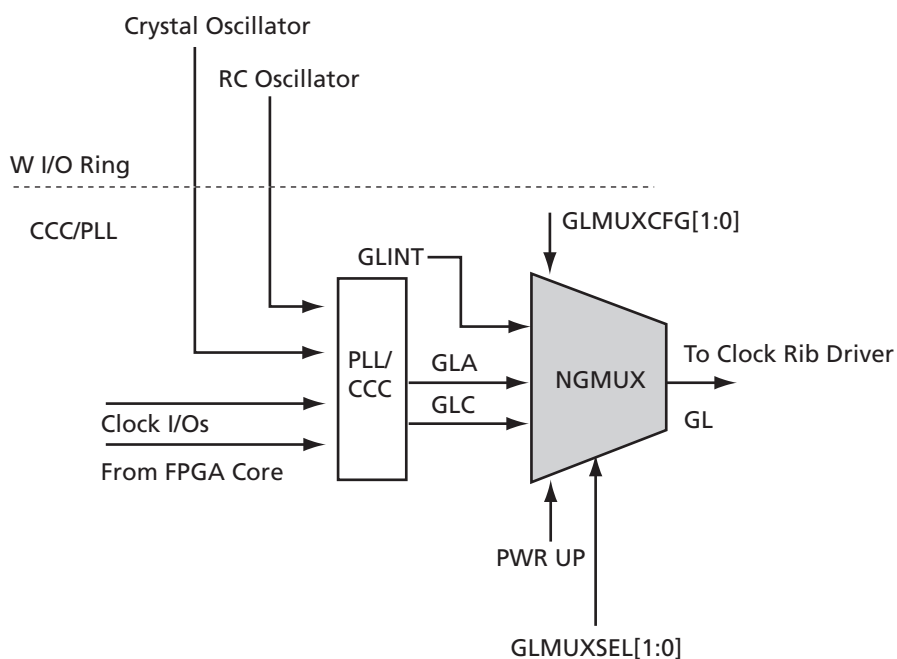 Crystal Oscillator
RC Oscillator
W I/O Ring
CCC/PLL
GLMUXCFG[1:0]
GLINT
PLL/
CCC
GLA
GLC
NGMUX
To Clock Rib Driver
GL
Clock I/Os
From FPGA Core
PWR UP
GLMUXSEL[1:0]